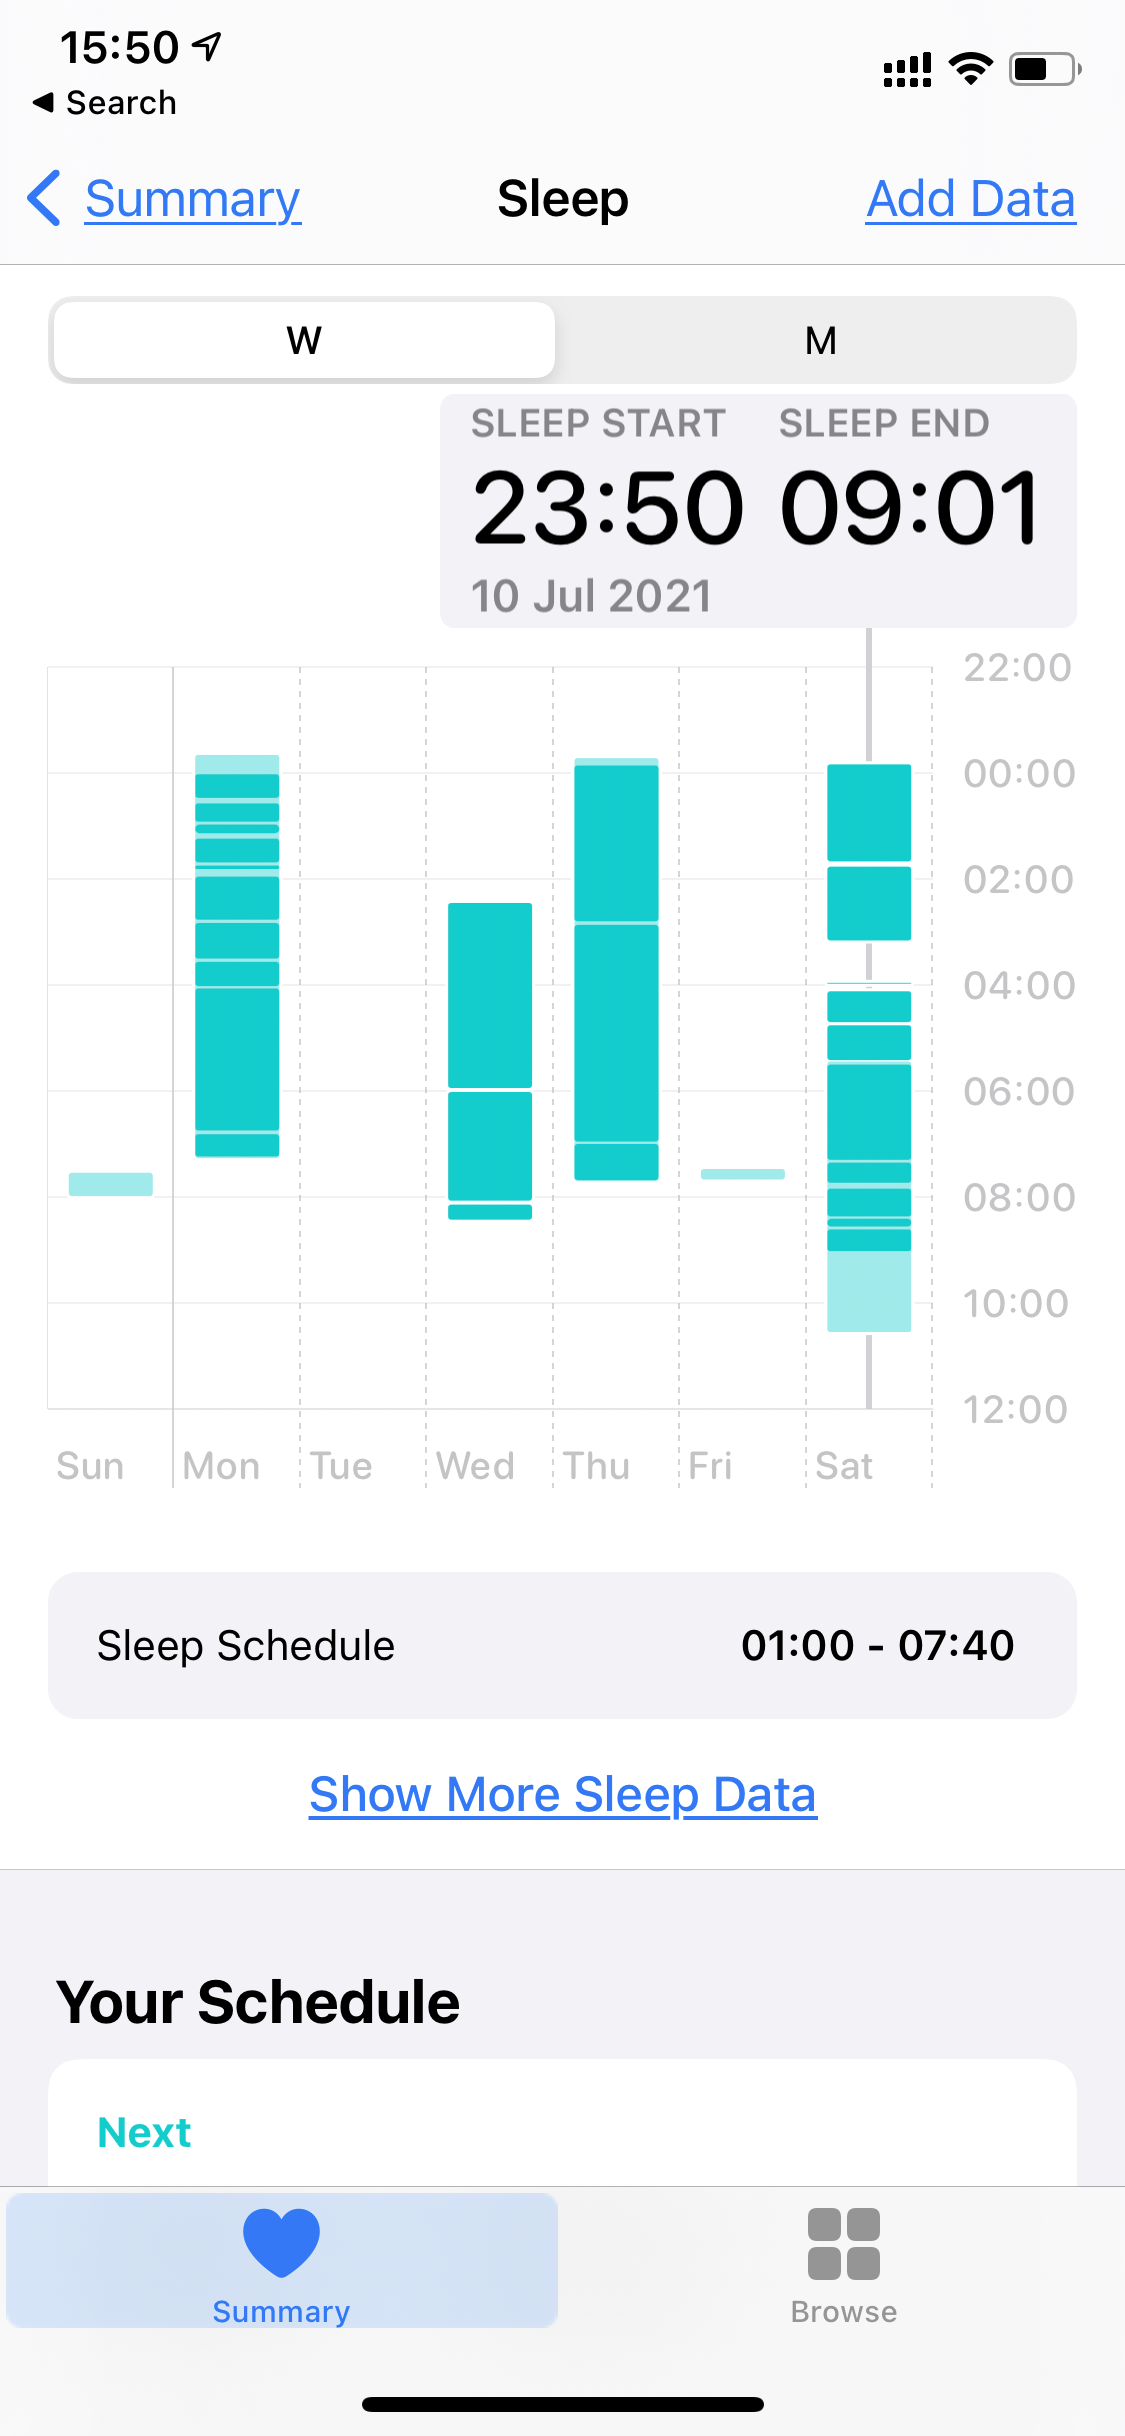 15:50
Search
Summary
Sleep
Add Data
W
M
SLEEP START
SLEEP END
23:50
09:01
10 Jul 2021
22:00
00:00
02:00
04:00
06:00
08:00
10:00
12:00
Sun
Mon
Tue
Wed
Thu
Fri
Sat
Sleep Schedule
01:00 - 07:40
Show More Sleep Data
Your Schedule
Next
Summary
Browse